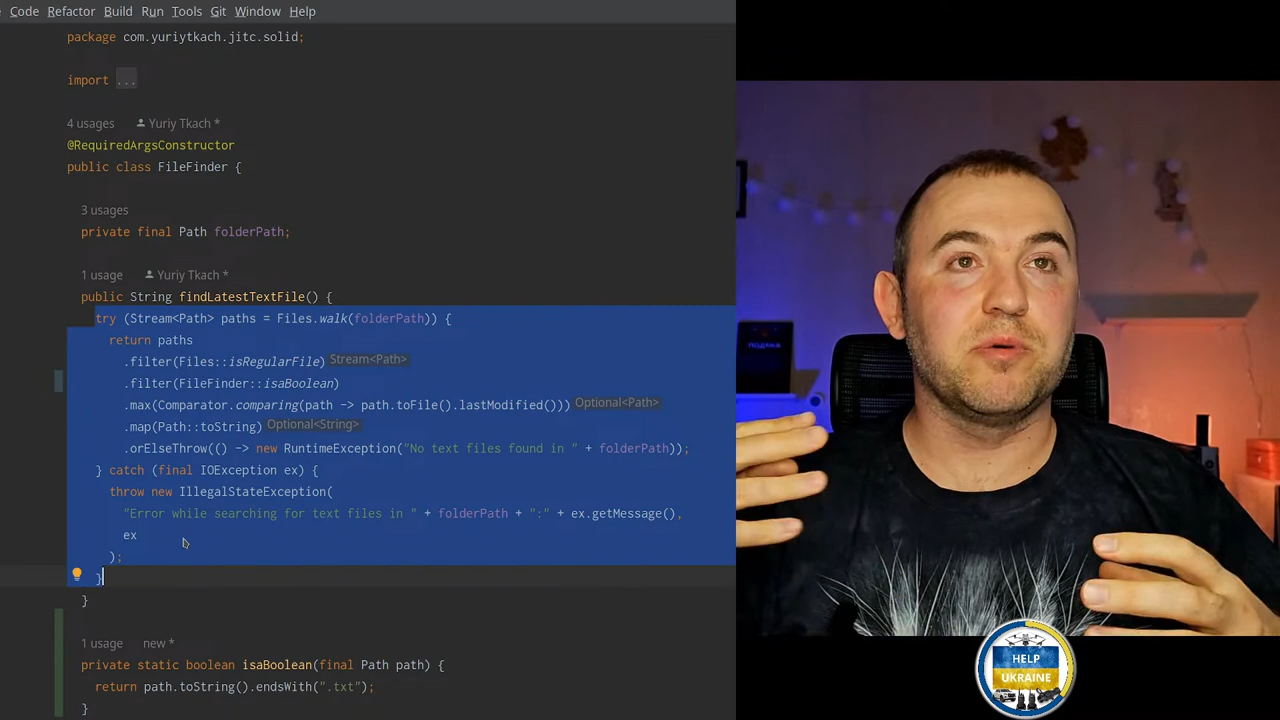 Code Refactor Build Run Tools Git Window Help
package com.yuriytkach.jitc.solid;
import ...
4 usages Yuriy Tkach *
@RequiredArgsConstructor
public class FileFinder {
3 usages
private final Path folderPath;
1 usage Yuriy Tkach *
public String findLatestTextFile() {
try (Stream<Path> paths = Files.walk(folderPath)) {
return paths
.filter(Files::isRegularFile) Stream<Path>
.filter(FileFinder::isaBoolean)
.max(Comparator.comparing(path -> path.toFile().lastModified())) Optional<Path>
.map(Path::toString) Optional<String>
.orElseThrow(() -> new RuntimeException("No text files found in " + folderPath));
} catch (final IOException ex) {
throw new IllegalStateException(
"Error while searching for text files in " + folderPath + ":" + ex.getMessage(),
ex
);
}
}
1 usage new *
private static boolean isaBoolean(final Path path) {
return path.toString().endsWith(".txt");
}
HELP
UKRAINE